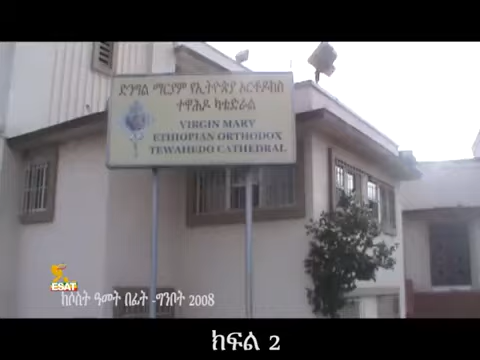 ድንግል ማርያም የኢትዮጵያ ኦርቶዶክስ
ተዋሕዶ ካቴድራል
VIRGIN MARY
ETHIOPIAN ORTHODOX
TEWAHEDO CATHEDRAL
ESAT
ከሶስት ዓመት በፊት -ግንቦት 2008
ክፍል 2